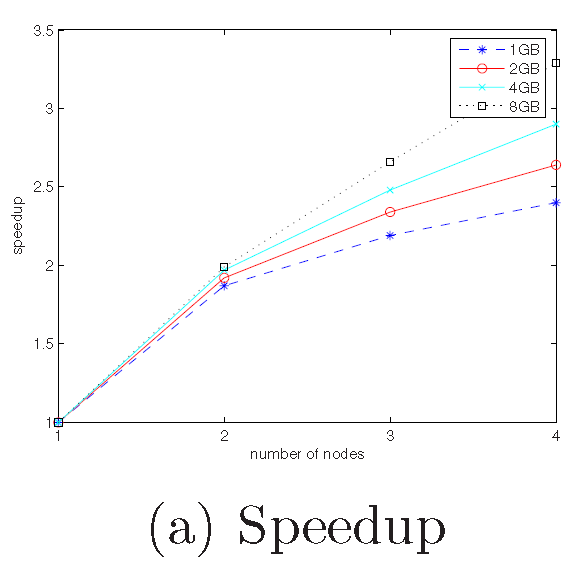 3.5
3
2.5
2
1.5
1
speedup
1GB
2GB
4GB
8GB
1 2 3 4
number of nodes
(a) Speedup